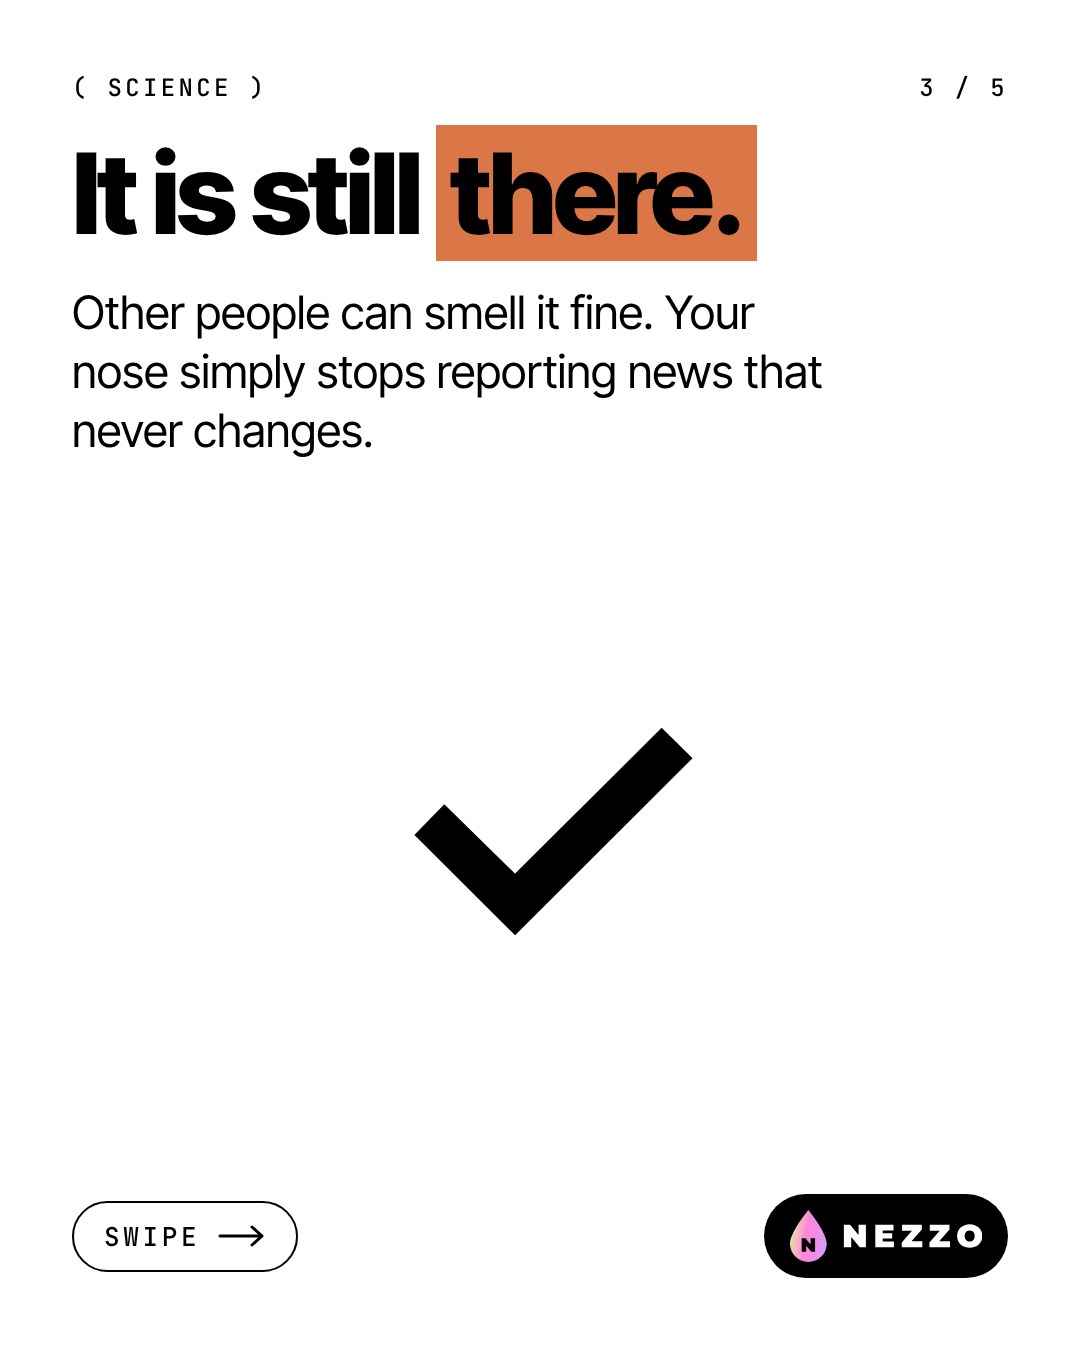 ( SCIENCE )
3 / 5
It is still there.
Other people can smell it fine. Your
nose simply stops reporting news that
never changes.
SWIPE
N NEZZO